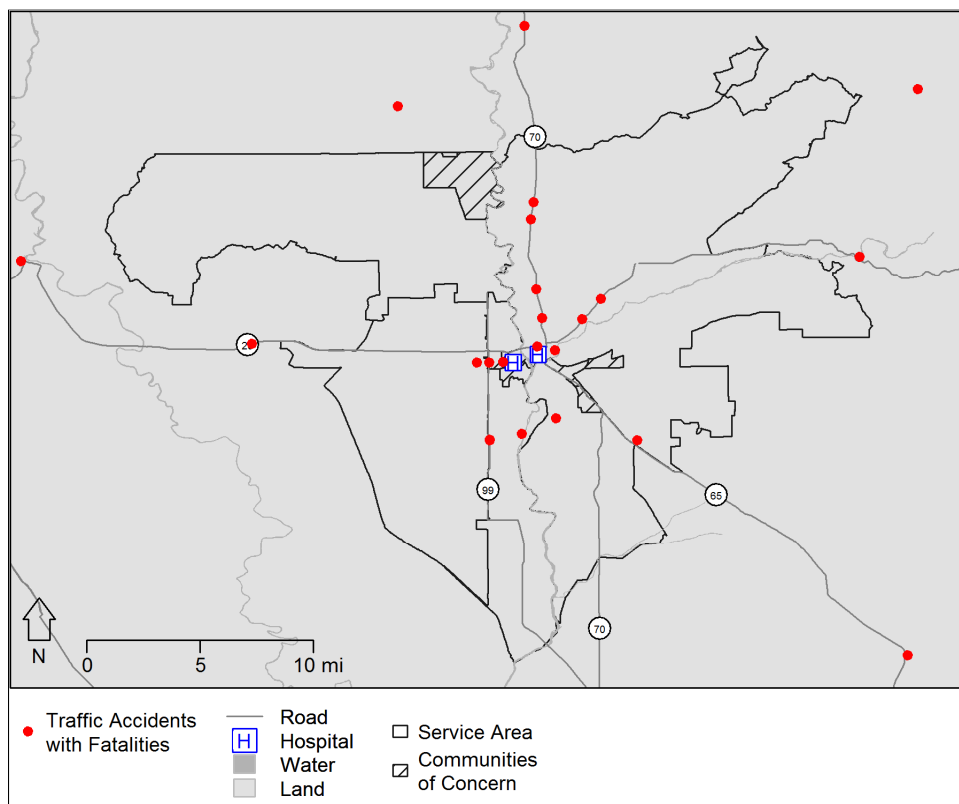 70
99
65
70
N
0 5 10 mi
Traffic Accidents
with Fatalities
Road
H Hospital
Water
Land
Service Area
Communities
of Concern
H
H